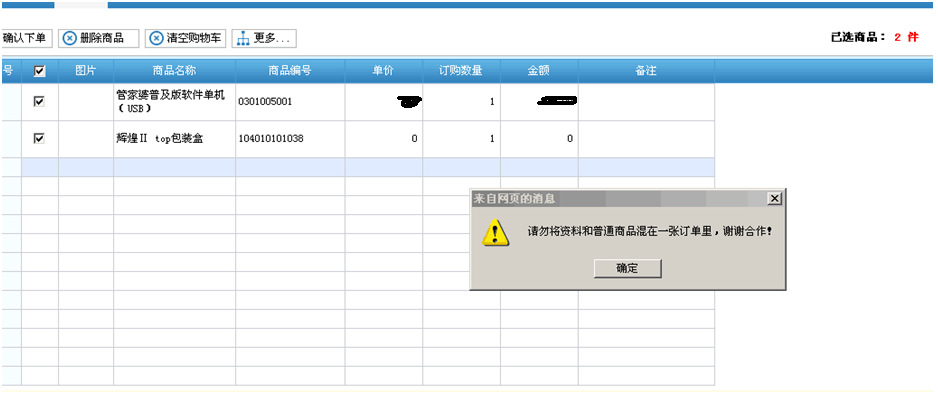 确认下单 删除商品 清空购物车 更多... 已选商品： 2 件
号 图片 商品名称 商品编号 单价 订购数量 金额 备注
管家婆普及版软件单机
（USB） 0301005001 1
辉煌II top包装盒 104010101038 0 1 0
来自网页的消息
请勿将资料和普通商品混在一张订单里，谢谢合作!
确定